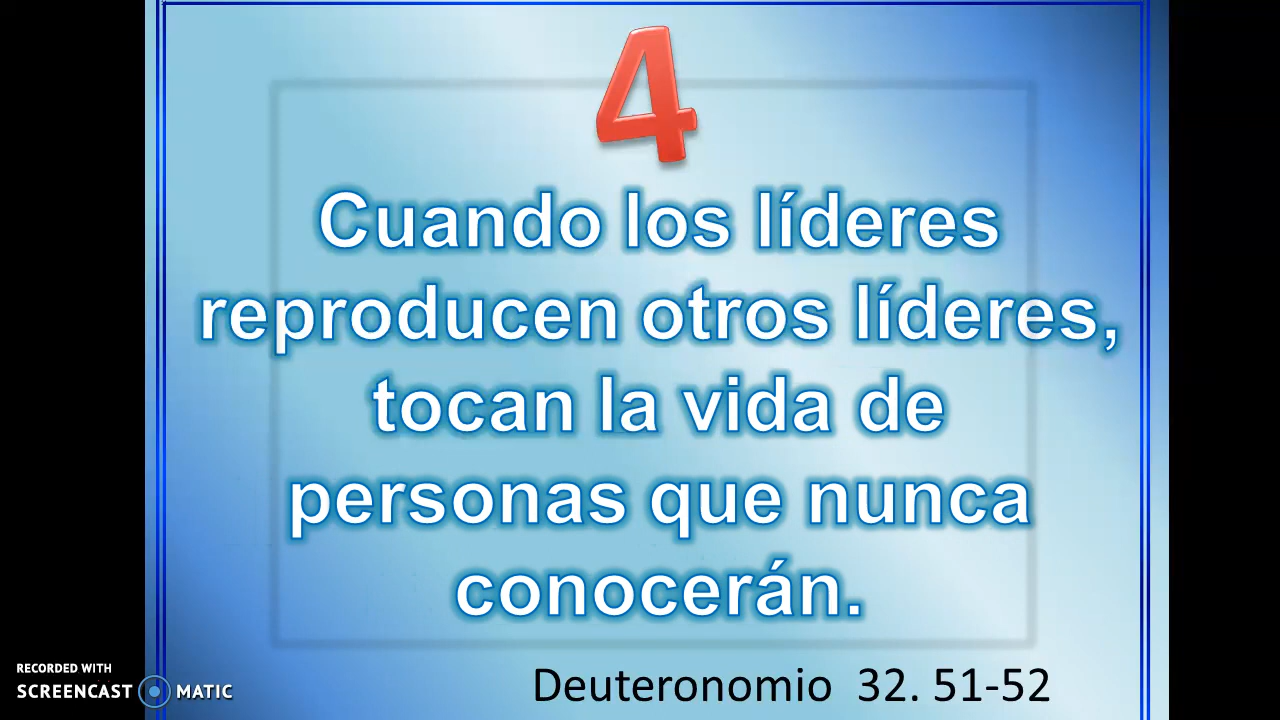 4
Cuando los líderes
reproducen otros líderes,
tocan la vida de
personas que nunca
conocerán.
Deuteronomio 32. 51-52
RECORDED WITH
SCREENCAST MATIC